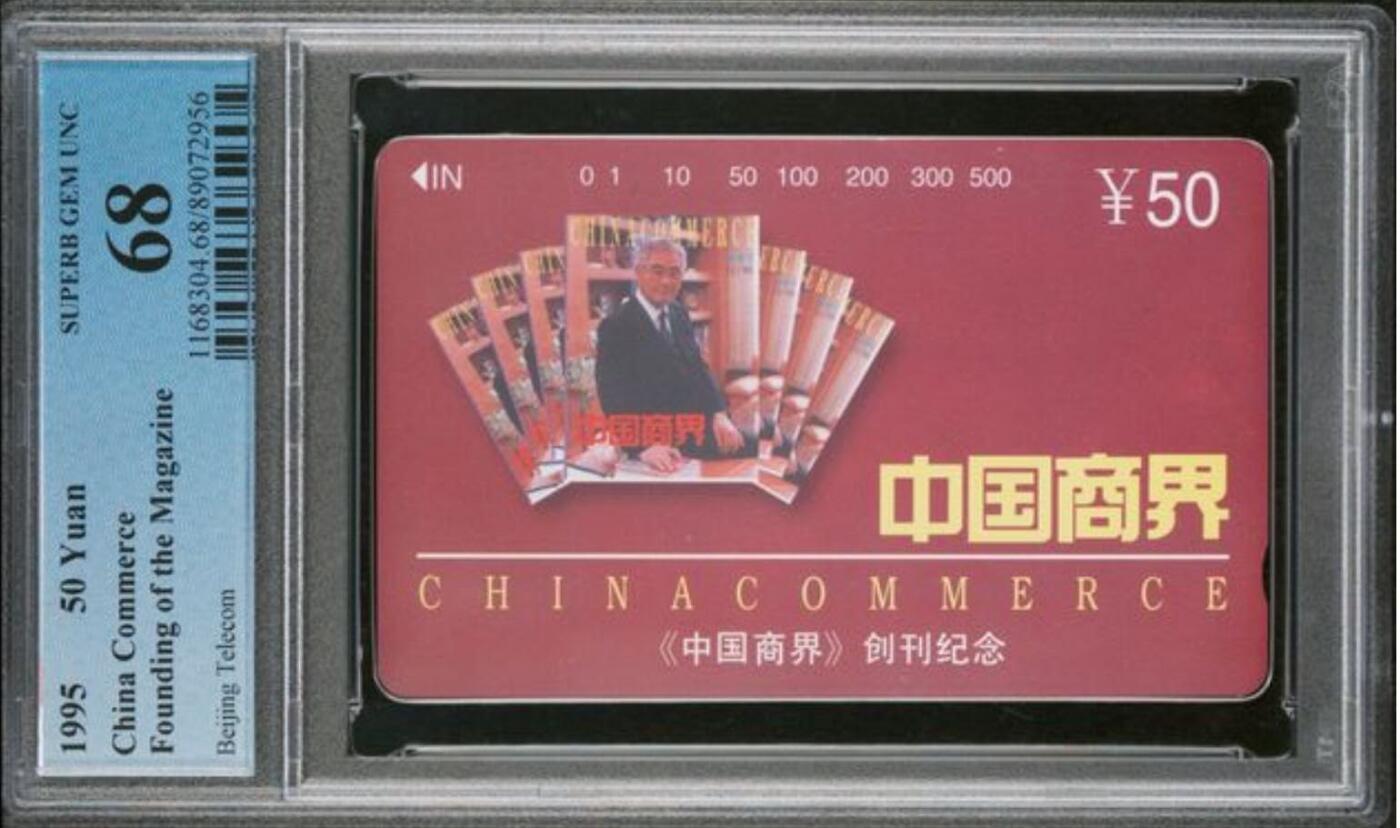 SUPERB GEM UNC
68
1168304.68/89072956
1995 50 Yuan
China Commerce
Founding of the Magazine
Beijing Telecom
IN 0 1 10 50 100 200 300 500 ¥50
CHINACOMMERCE
中国商界
中国商界
CHINACOMMERCE
《中国商界》创刊纪念